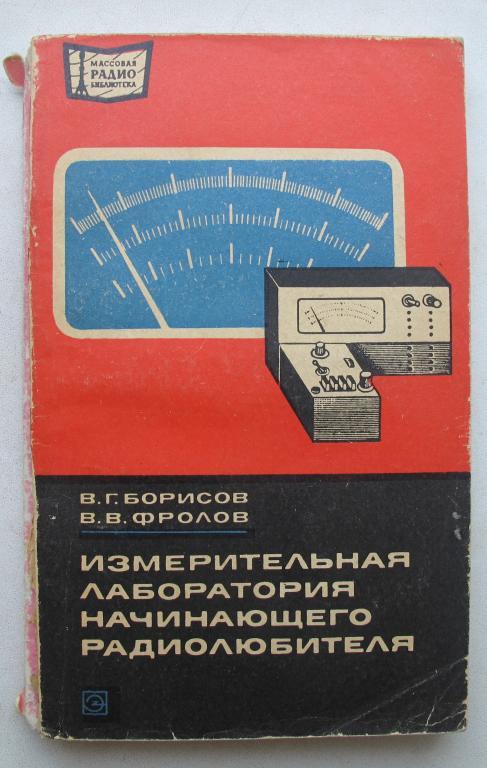 МАССОВАЯ
РАДИО
БИБЛИОТЕКА
В.Г.БОРИСОВ
В.В.ФРОЛОВ
ИЗМЕРИТЕЛЬНАЯ
ЛАБОРАТОРИЯ
НАЧИНАЮЩЕГО
РАДИОЛЮБИТЕЛЯ